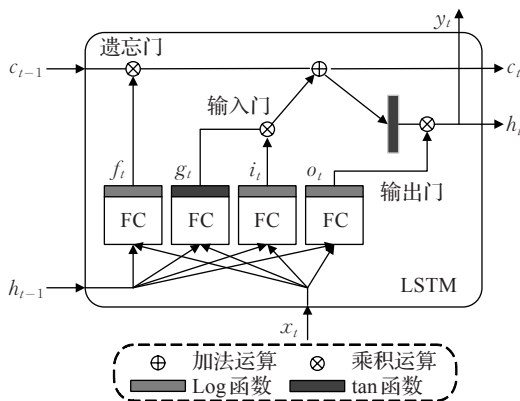 y_t
遗忘门
c_{t-1}
c_t
输入门
h_t
f_t g_t i_t o_t
FC FC FC FC
输出门
h_{t-1}
LSTM
x_t
⊕ 加法运算 ⊗ 乘积运算
Log函数 tan函数